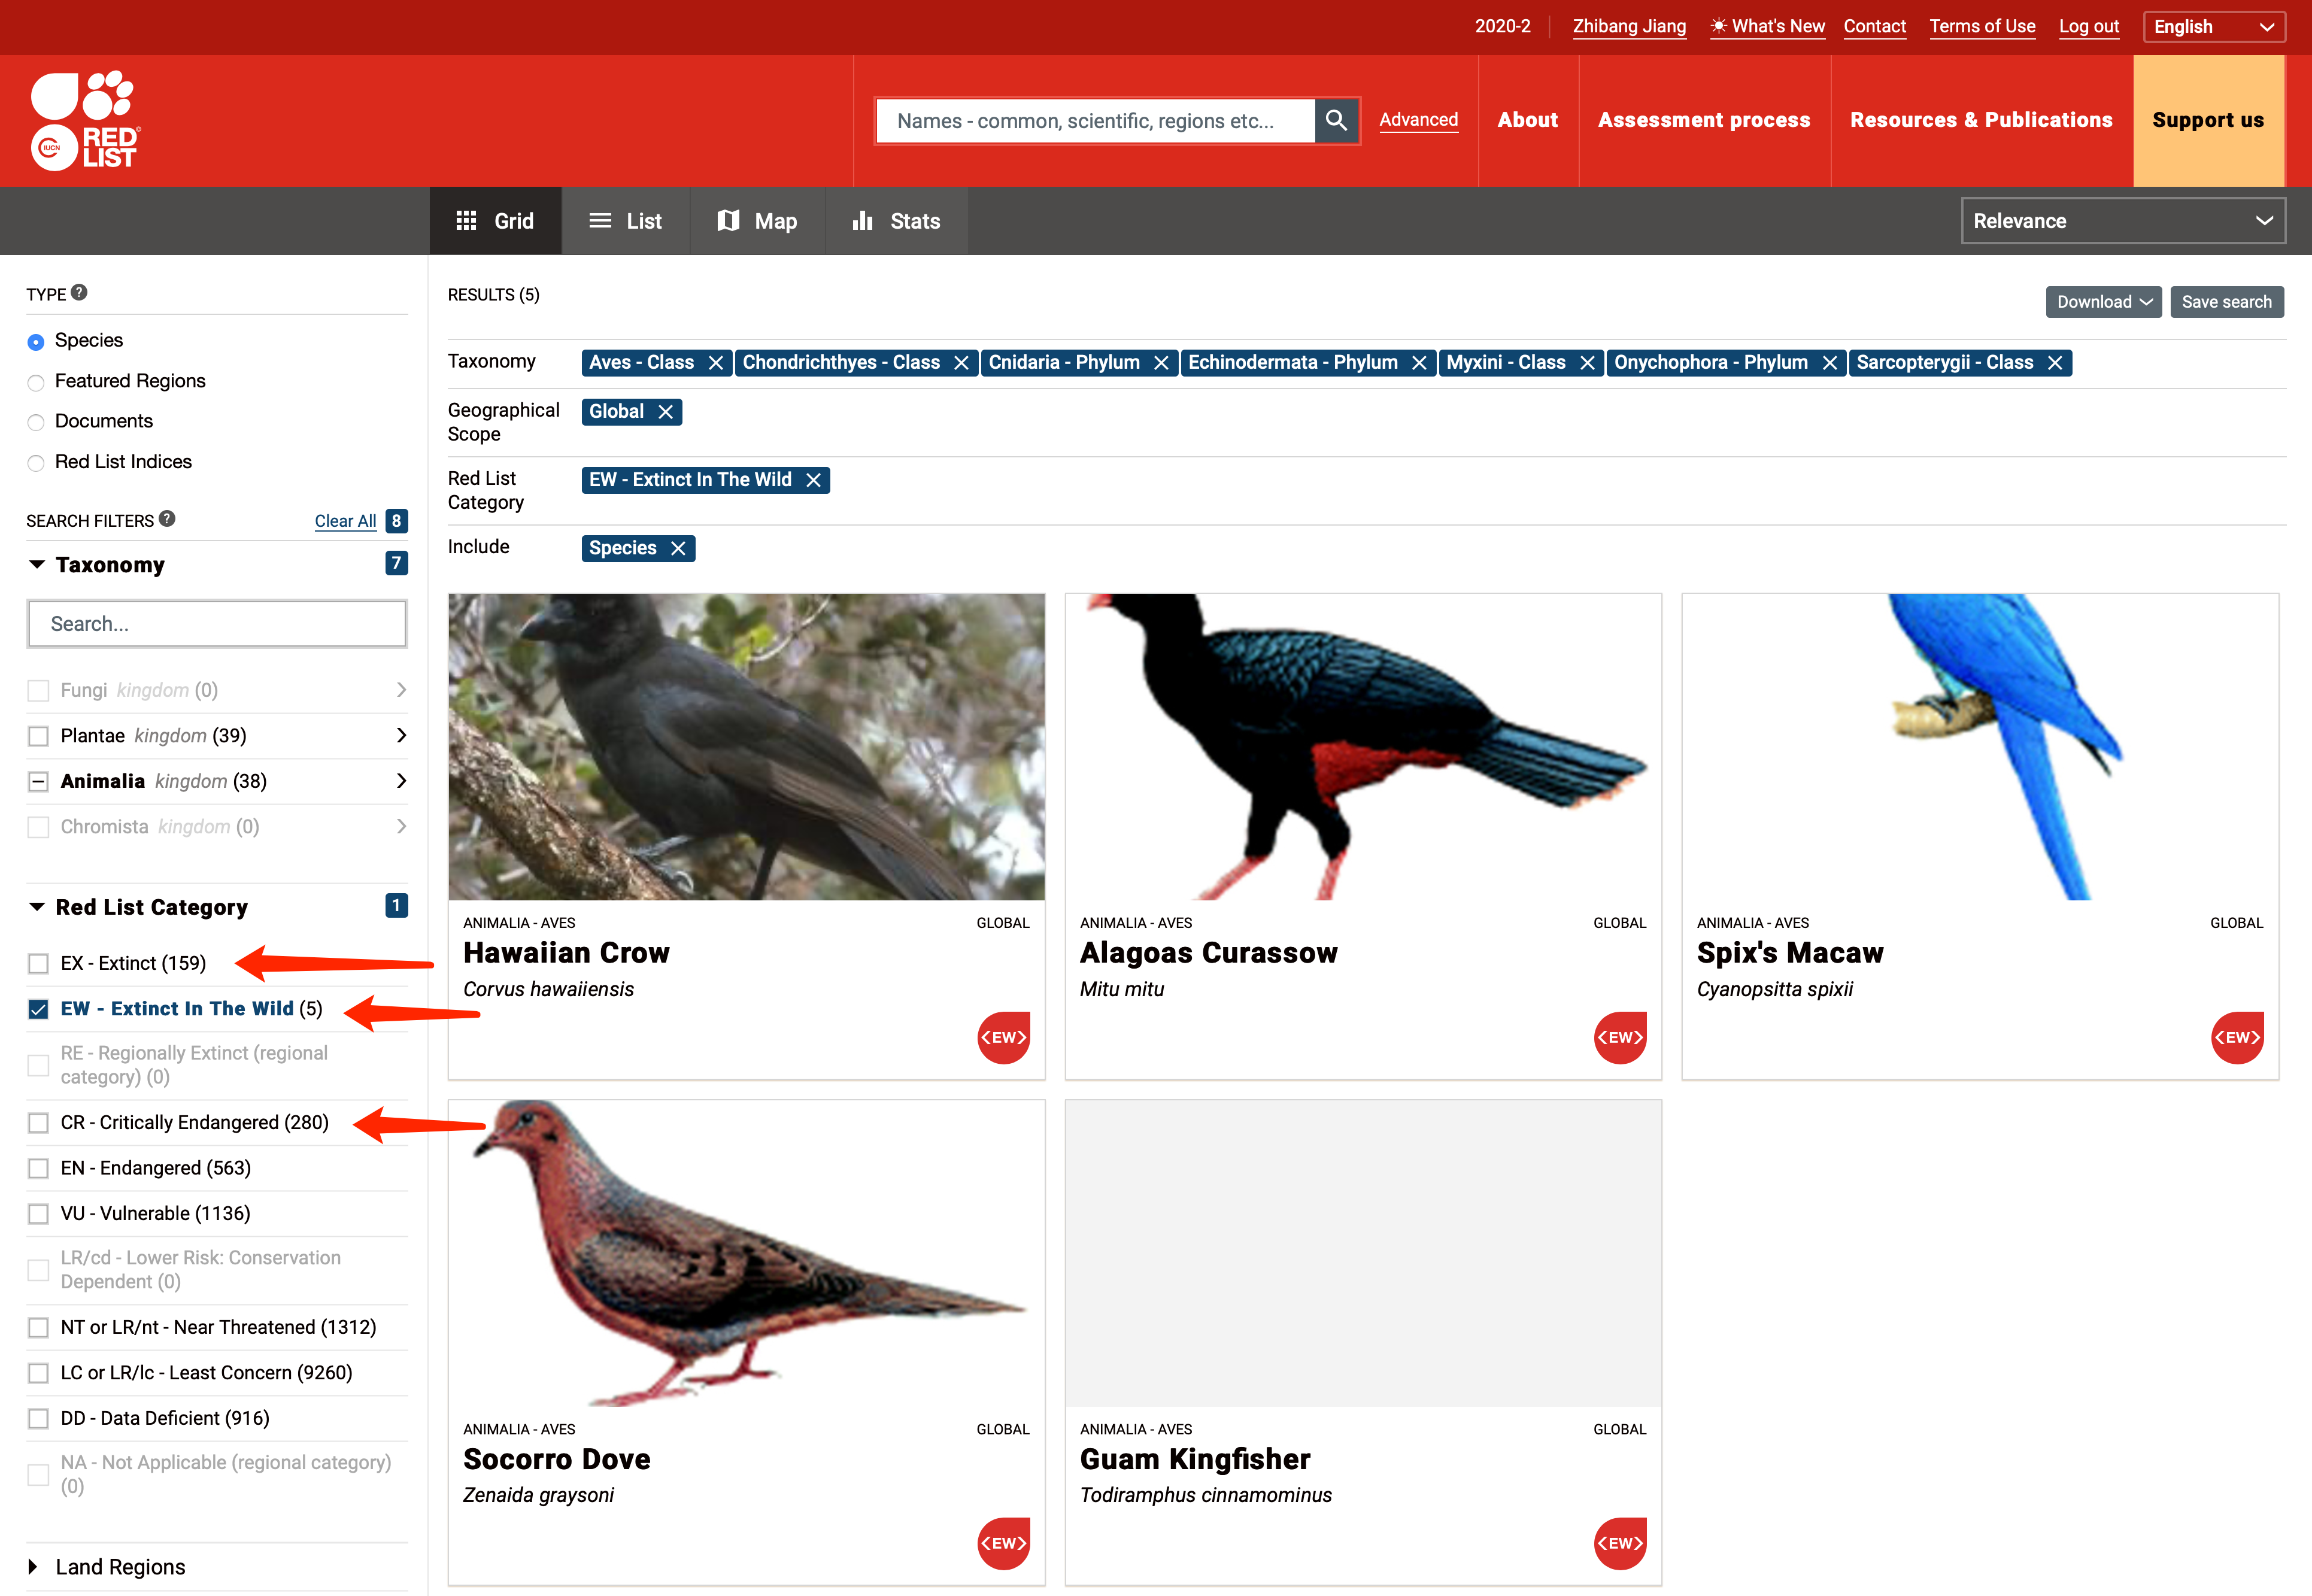 2020-2 Zhibang Jiang What's New Contact Terms of Use Log out English
RED LIST
IUCN
Names - common, scientific, regions etc...
Advanced
About
Assessment process
Resources & Publications
Support us
Grid
List
Map
Stats
Relevance
TYPE ?
Species
Featured Regions
Documents
Red List Indices
SEARCH FILTERS ? Clear All 8
Taxonomy 7
Search...
Fungi kingdom (0)
Plantae kingdom (39)
Animalia kingdom (38)
Chromista kingdom (0)
Red List Category 1
EX - Extinct (159)
EW - Extinct In The Wild (5)
RE - Regionally Extinct (regional
category) (0)
CR - Critically Endangered (280)
EN - Endangered (563)
VU - Vulnerable (1136)
LR/cd - Lower Risk: Conservation
Dependent (0)
NT or LR/nt - Near Threatened (1312)
LC or LR/lc - Least Concern (9260)
DD - Data Deficient (916)
NA - Not Applicable (regional category)
(0)
Land Regions
RESULTS (5)
Download
Save search
Taxonomy Aves - Class Chondrichthyes - Class Cnidaria - Phylum Echinodermata - Phylum Myxini - Class Onychophora - Phylum Sarcopterygii - Class
Geographical
Scope
Global
Red List
Category
EW - Extinct In The Wild
Include Species
ANIMALIA - AVES GLOBAL
Hawaiian Crow
Corvus hawaiiensis
<EW>
ANIMALIA - AVES GLOBAL
Alagoas Curassow
Mitu mitu
<EW>
ANIMALIA - AVES GLOBAL
Spix's Macaw
Cyanopsitta spixii
<EW>
ANIMALIA - AVES GLOBAL
Socorro Dove
Zenaida graysoni
<EW>
ANIMALIA - AVES GLOBAL
Guam Kingfisher
Todiramphus cinnamominus
<EW>